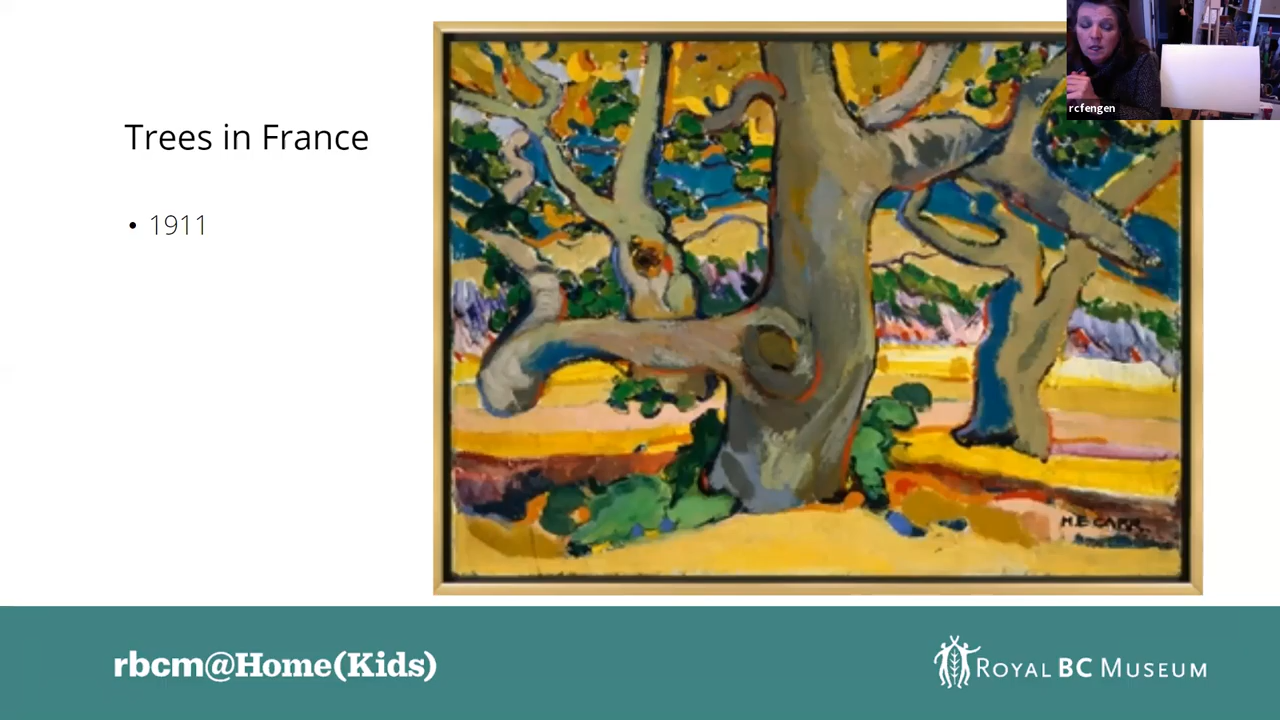 rcfengen
Trees in France
• 1911
M.E CARR
rbcm@Home(Kids)
ROYAL BC MUSEUM